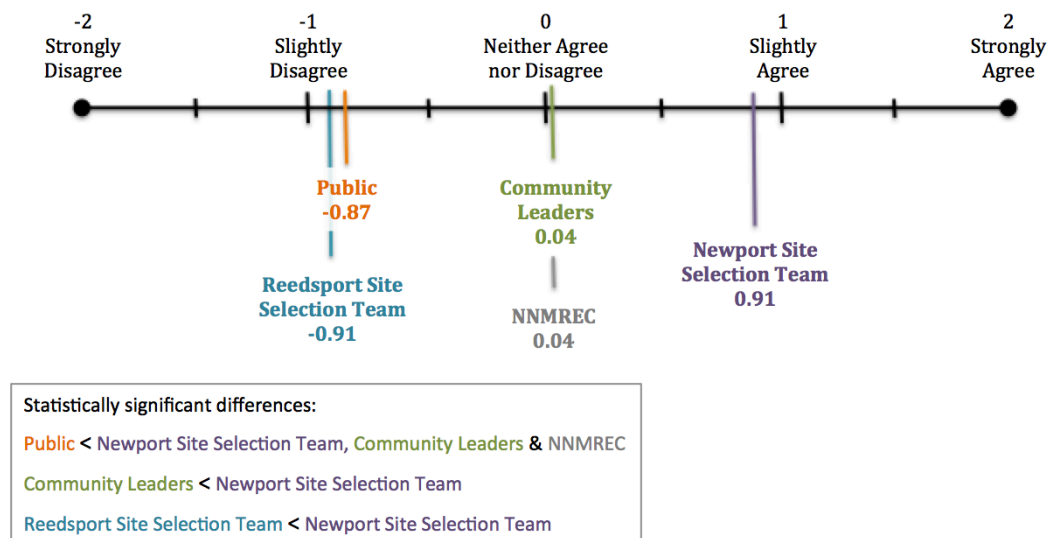 -2
Strongly
Disagree
-1
Slightly
Disagree
0
Neither Agree
nor Disagree
1
Slightly
Agree
2
Strongly
Agree
Public
-0.87
Community
Leaders
0.04
Newport Site
Selection Team
0.91
Reedsport Site
Selection Team
-0.91
NNMREC
0.04
Statistically significant differences:
Public < Newport Site Selection Team, Community Leaders & NNMREC
Community Leaders < Newport Site Selection Team
Reedsport Site Selection Team < Newport Site Selection Team